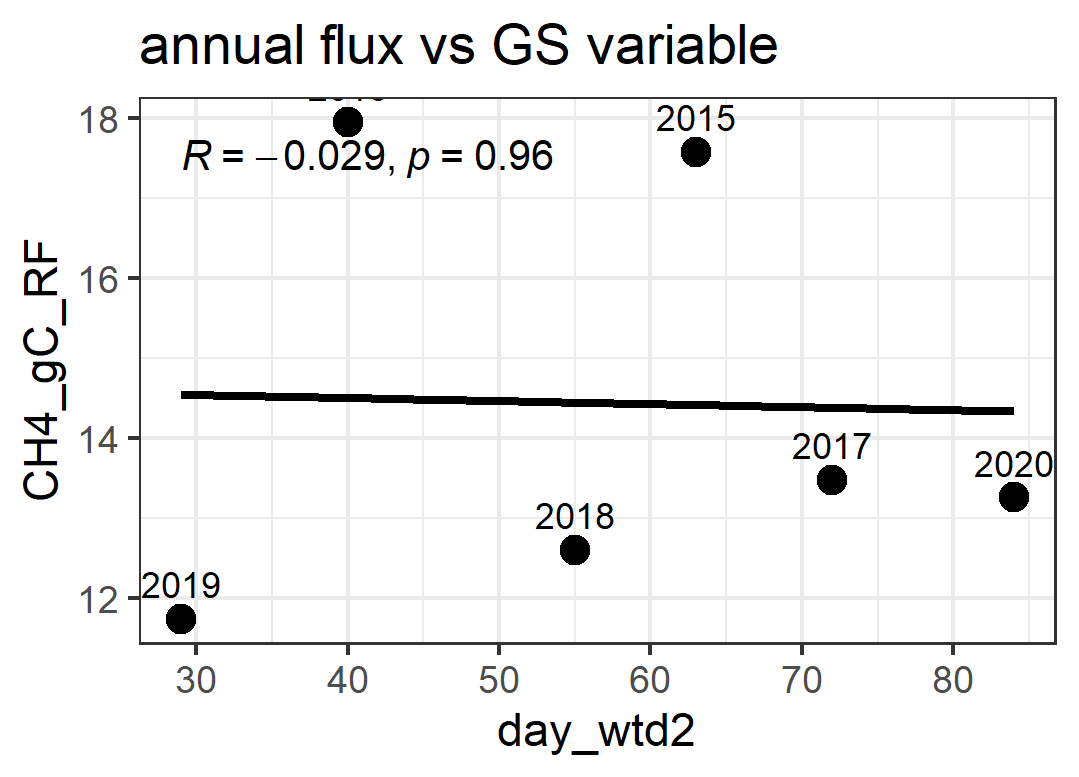 annual flux vs GS variable
2015
R = −0.029, p = 0.96
18
16
14
12
2017
2020
2018
2019
CH4_gC_RF
30 40 50 60 70 80
day_wtd2